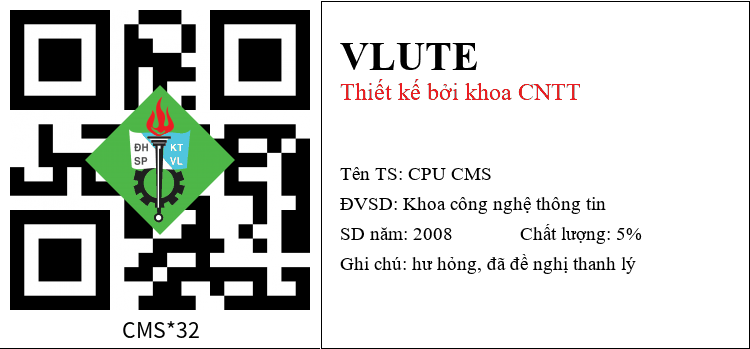 ĐH KT
SP VL
CMS*32
VLUTE
Thiết kế bởi khoa CNTT
Tên TS: CPU CMS
ĐVSD: Khoa công nghệ thông tin
SD năm: 2008 Chất lượng: 5%
Ghi chú: hư hỏng, đã đề nghị thanh lý